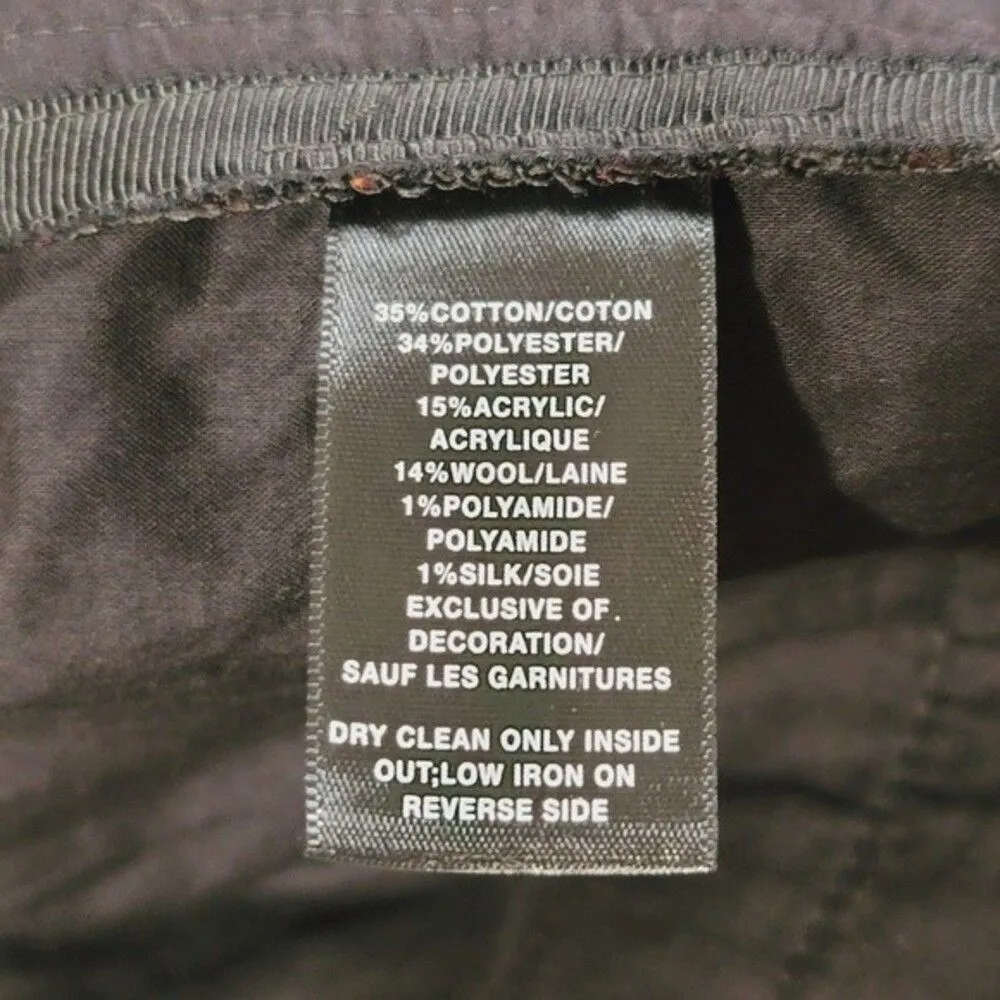 35%COTTON/COTON
34%POLYESTER/
POLYESTER
15%ACRYLIC/
ACRYLIQUE
14%WOOL/LAINE
1%POLYAMIDE/
POLYAMIDE
1%SILK/SOIE
EXCLUSIVE OF.
DECORATION/
SAUF LES GARNITURES
DRY CLEAN ONLY INSIDE
OUT;LOW IRON ON
REVERSE SIDE